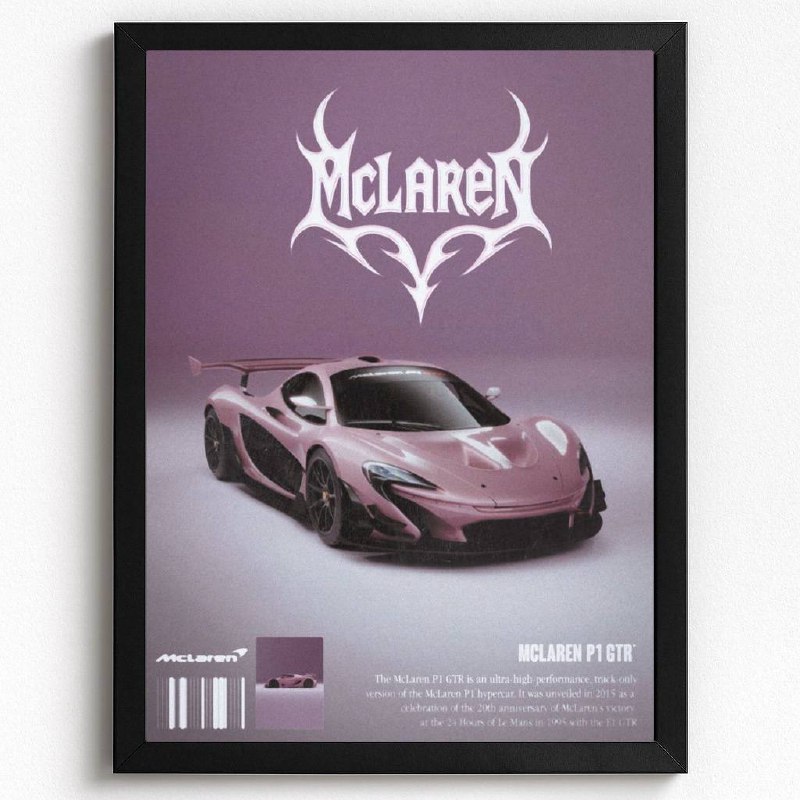 McLaren
McLaren
MCLAREN P1 GTR
The McLaren P1 GTR is an ultra-high-performance, track-only
version of the McLaren P1 hypercar. It was unveiled in 2015 as a
celebration of the 20th anniversary of McLaren's victory
at the 24 Hours of Le Mans in 1995 with the F1 GTR